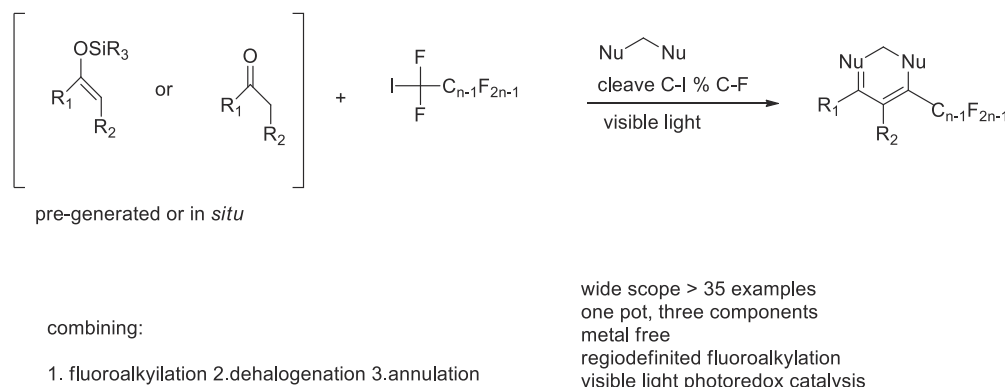 OSiR3
R1
R2
or
O
R1
R2
+
F
I
Cn-1F2n-1
F
Nu Nu
cleave C-I % C-F
visible light
Nu Nu
R1
R2
Cn-1F2n-1
pre-generated or in situ
combining:
1. fluoroalkyilation 2.dehalogenation 3.annulation
wide scope > 35 examples
one pot, three components
metal free
regiodefinited fluoroalkylation
visible light photoredox catalysis